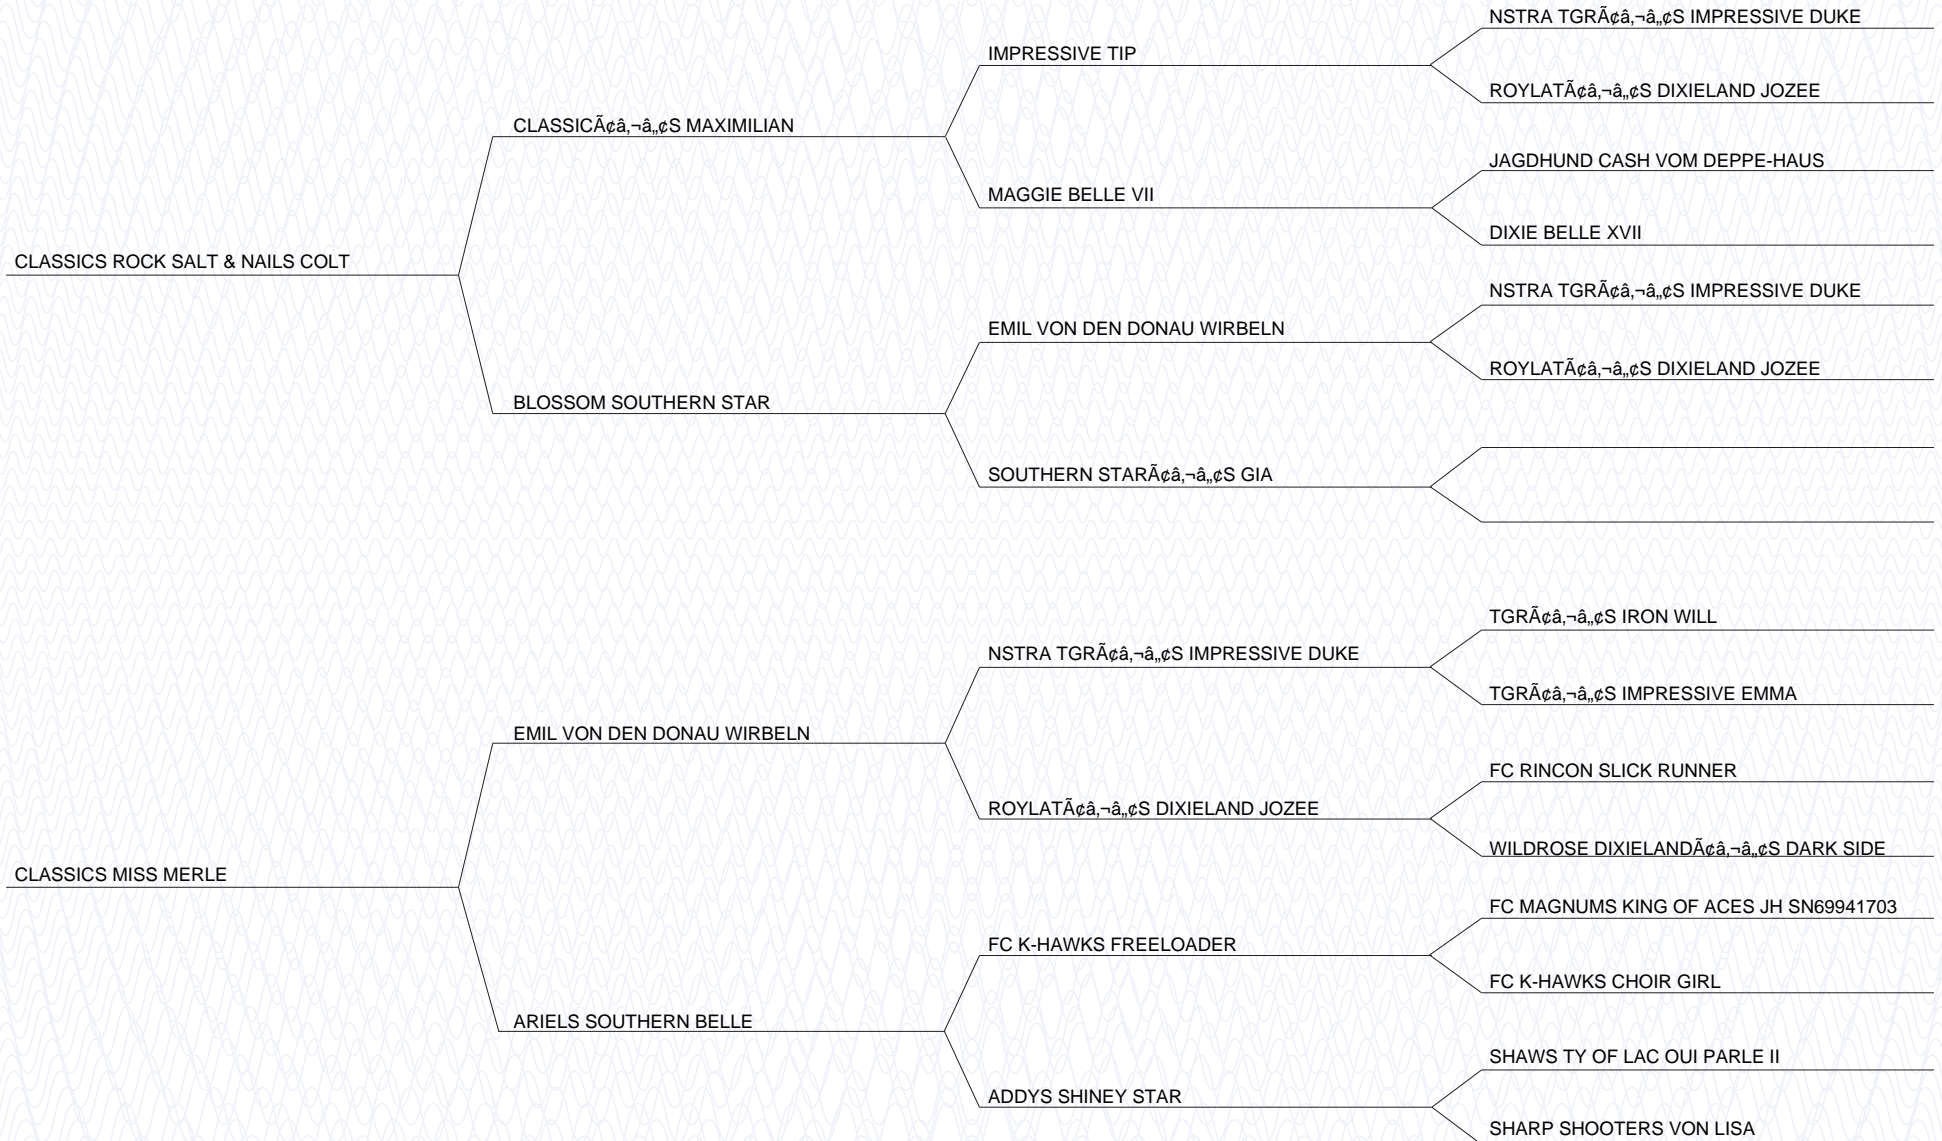 NSTRA TGRÃ¢â‚¬â„¢S IMPRESSIVE DUKE
IMPRESSIVE TIP
ROYLATÃ¢â‚¬â„¢S DIXIELAND JOZEE
CLASSICÃ¢â‚¬â„¢S MAXIMILIAN
JAGDHUND CASH VOM DEPPE-HAUS
MAGGIE BELLE VII
DIXIE BELLE XVII
CLASSICS ROCK SALT & NAILS COLT
NSTRA TGRÃ¢â‚¬â„¢S IMPRESSIVE DUKE
EMIL VON DEN DONAU WIRBELN
ROYLATÃ¢â‚¬â„¢S DIXIELAND JOZEE
BLOSSOM SOUTHERN STAR
SOUTHERN STARÃ¢â‚¬â„¢S GIA
TGRÃ¢â‚¬â„¢S IRON WILL
NSTRA TGRÃ¢â‚¬â„¢S IMPRESSIVE DUKE
TGRÃ¢â‚¬â„¢S IMPRESSIVE EMMA
EMIL VON DEN DONAU WIRBELN
FC RINCON SLICK RUNNER
ROYLATÃ¢â‚¬â„¢S DIXIELAND JOZEE
WILDROSE DIXIELANDÃ¢â‚¬â„¢S DARK SIDE
CLASSICS MISS MERLE
FC MAGNUMS KING OF ACES JH SN69941703
FC K-HAWKS FREELOADER
FC K-HAWKS CHOIR GIRL
ARIELS SOUTHERN BELLE
SHAWS TY OF LAC OUI PARLE II
ADDYS SHINEY STAR
SHARP SHOOTERS VON LISA